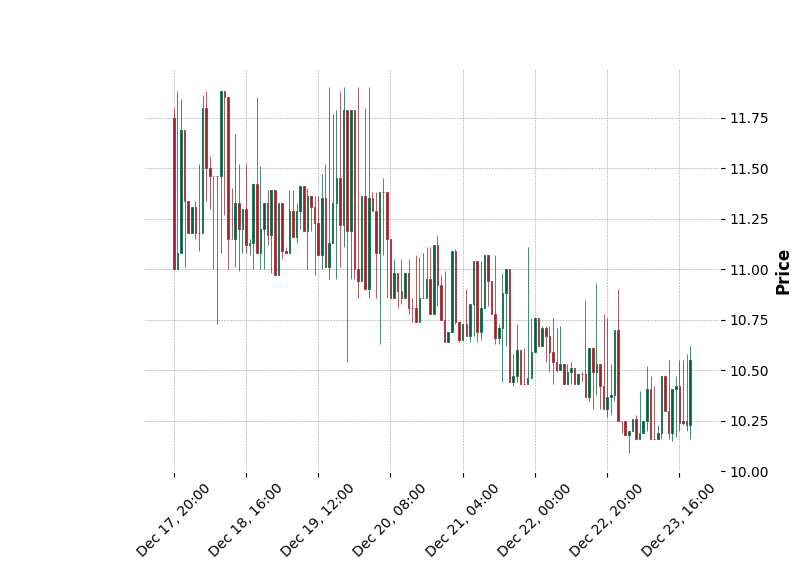 11.75
11.50
11.25
11.00
10.75
10.50
10.25
10.00
Price
Dec 17, 20:00
Dec 18, 16:00
Dec 19, 12:00
Dec 20, 08:00
Dec 21, 04:00
Dec 22, 00:00
Dec 22, 20:00
Dec 23, 16:00